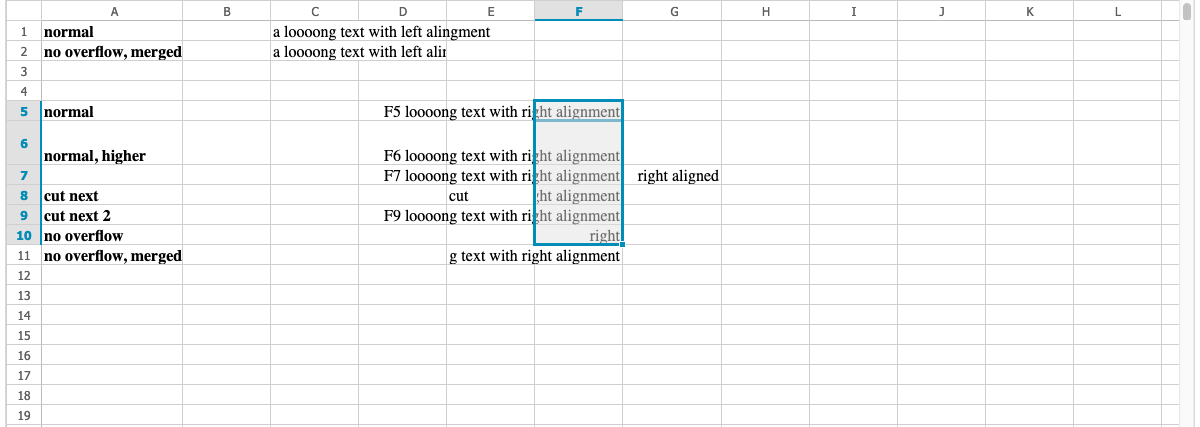 A B C D E F G H I J K L
1 normal a loooong text with left alingment
2 no overflow, merged a loooong text with left alin
3
4
5 normal F5 loooong text with right alignment
6 normal, higher F6 loooong text with right alignment
7 F7 loooong text with right alignment right aligned
8 cut next cut ght alignment
9 cut next 2 F9 loooong text with right alignment
10 no overflow right
11 no overflow, merged g text with right alignment
12
13
14
15
16
17
18
19